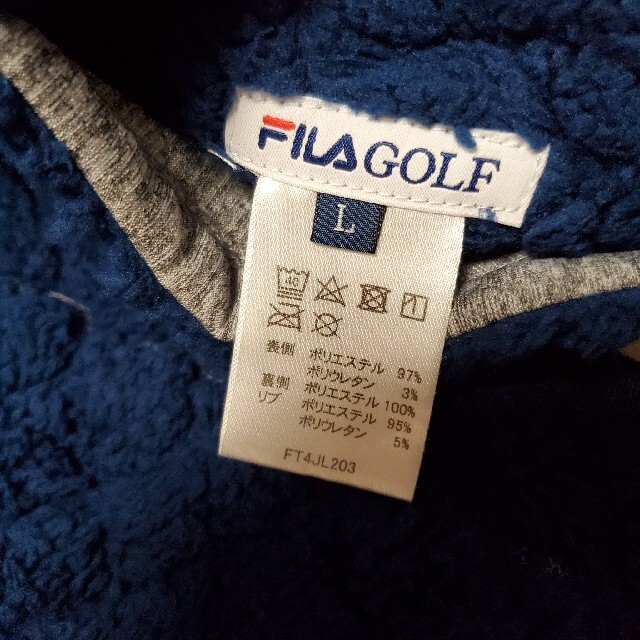 FILA GOLF
L
40
表側 ポリエステル 97%
ポリウレタン 3%
裏側 ポリエステル 100%
リブ ポリエステル 95%
ポリウレタン 5%
FT4JL203